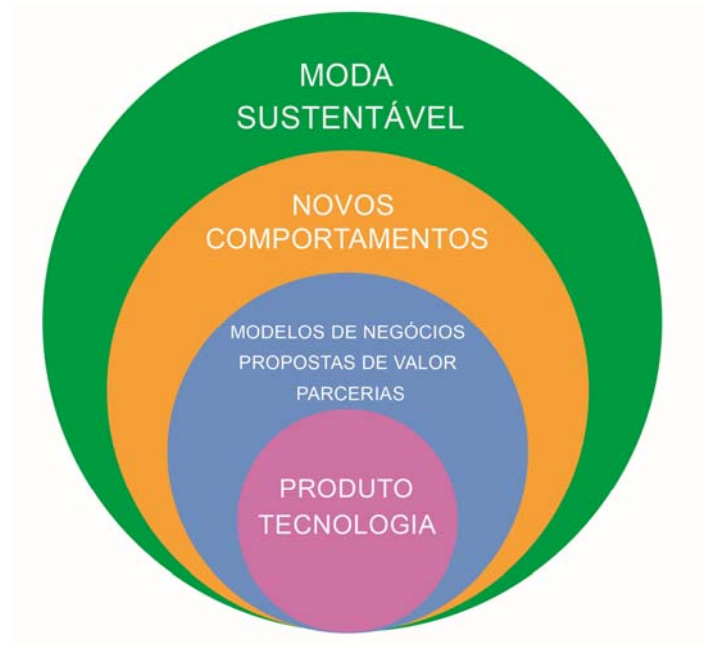 MODA
SUSTENTÁVEL
NOVOS
COMPORTAMENTOS
MODELOS DE NEGÓCIOS
PROPOSTAS DE VALOR
PARCERIAS
PRODUTO
TECNOLOGIA